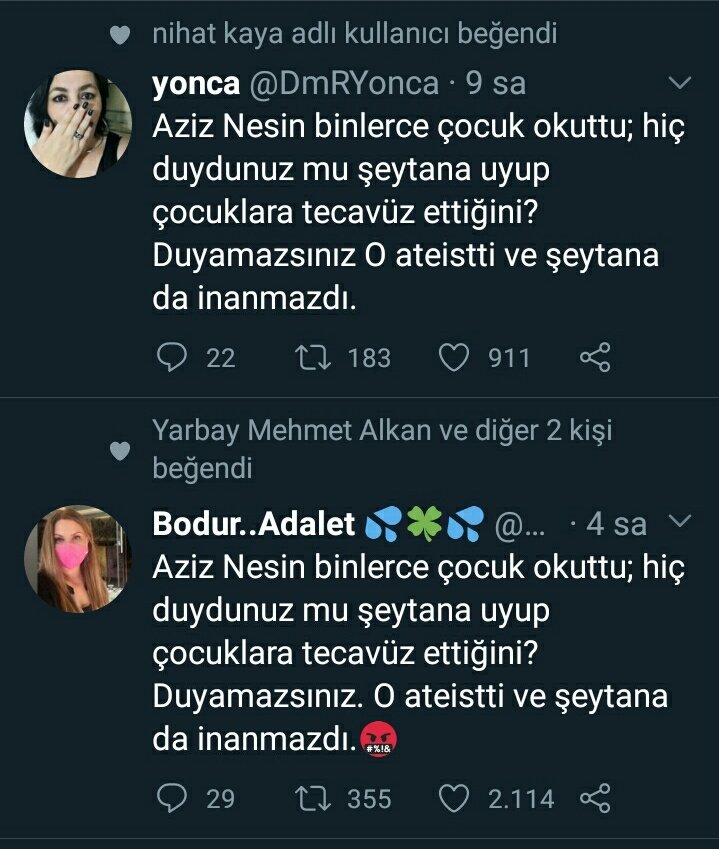 nihat kaya adlı kullanıcı beğendi
yonca @DmRYonca · 9 sa
Aziz Nesin binlerce çocuk okuttu; hiç
duydunuz mu şeytana uyup
çocuklara tecavüz ettiğini?
Duyamazsınız O ateistti ve şeytana
da inanmazdı.
22 183 911
Yarbay Mehmet Alkan ve diğer 2 kişi
beğendi
Bodur..Adalet 💦🍀💦 @... · 4 sa
Aziz Nesin binlerce çocuk okuttu; hiç
duydunuz mu şeytana uyup
çocuklara tecavüz ettiğini?
Duyamazsınız. O ateistti ve şeytana
da inanmazdı.🤬
29 355 2.114